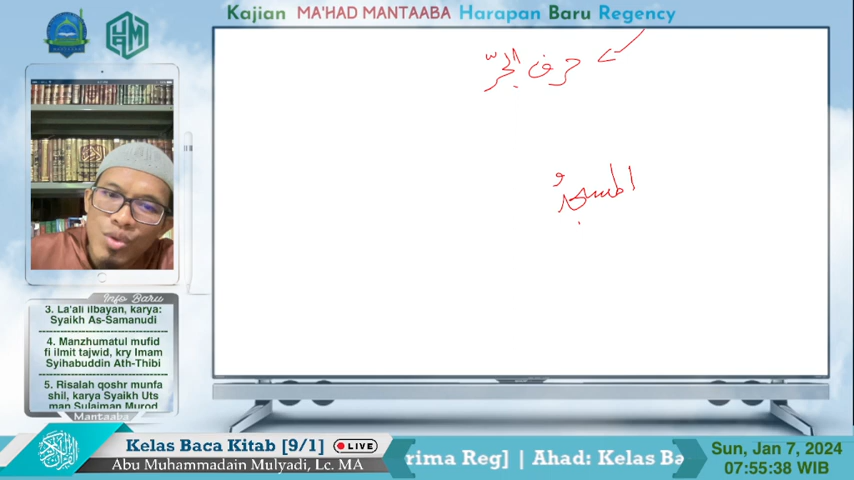 Kajian MA'HAD MANTAABA Harapan Baru Regency
حرف الجرّ
المسجدُ
Info Baru
3. La'ali ilbayan, karya:
Syaikh As-Samanudi
4. Manzhumatul mufid
fi ilmit tajwid, kry Imam
Syihabuddin Ath-Thibi
5. Risalah qoshr munfa
shil, karya Syaikh Uts
man Sulaiman Murod
Mantaaba
Kelas Baca Kitab [9/1] LIVE
Abu Muhammadain Mulyadi, Lc. MA
rima Reg] | Ahad: Kelas Ba
Sun, Jan 7, 2024
07:55:38 WIB